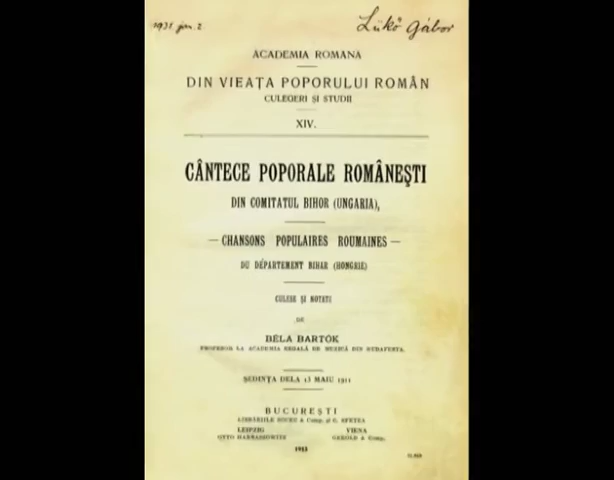 1931 jan. 2
Lükő Gábor
ACADEMIA ROMANA
DIN VIEAȚA POPORULUI ROMÂN
CULEGERI ȘI STUDII
XIV.
CÂNTECE POPORALE ROMÂNEȘTI
DIN COMITATUL BIHOR (UNGARIA),
— CHANSONS POPULAIRES ROUMAINES —
DU DÉPARTEMENT BIHAR (HONGRIE)
CULESE ȘI NOTATE
DE
BÉLA BARTÓK
PROFESOR LA ACADEMIA REGALĂ DE MUZICĂ DIN BUDAPESTA.
ȘEDINȚA DELA 13 MAIU 1911
BUCUREȘTI
LIBRĂRIILE SOCEC & Comp. și C. SFETEA
LEIPZIG
OTTO HARRASSOWITZ
VIENA
GEROLD & Comp.
1913